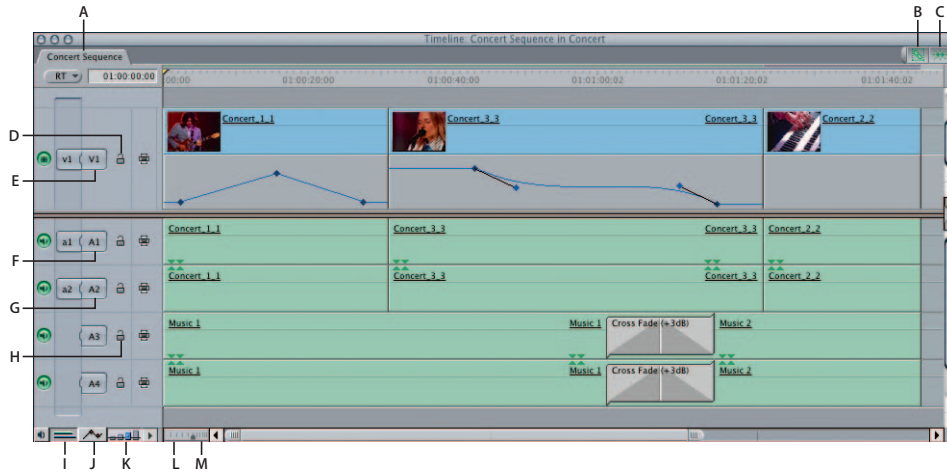 A
B
C
Timeline: Concert Sequence in Concert
Concert Sequence
RT
01:00:00:00
:00:00
01:00:20:00
01:00:40:00
01:01:00;02
01:01:20;02
01:01:40;02
D
E
v1
V1
Concert_1_1
Concert_3_3
Concert_3_3
Concert_2_2
F
a1
A1
Concert_1_1
Concert_3_3
Concert_3_3
Concert_2_2
G
a2
A2
Concert_1_1
Concert_3_3
Concert_3_3
Concert_2_2
H
A3
Music 1
Music 1
Cross Fade (+3dB)
Music 2
A4
Music 1
Music 1
Cross Fade (+3dB)
Music 2
I
J
K
L
M